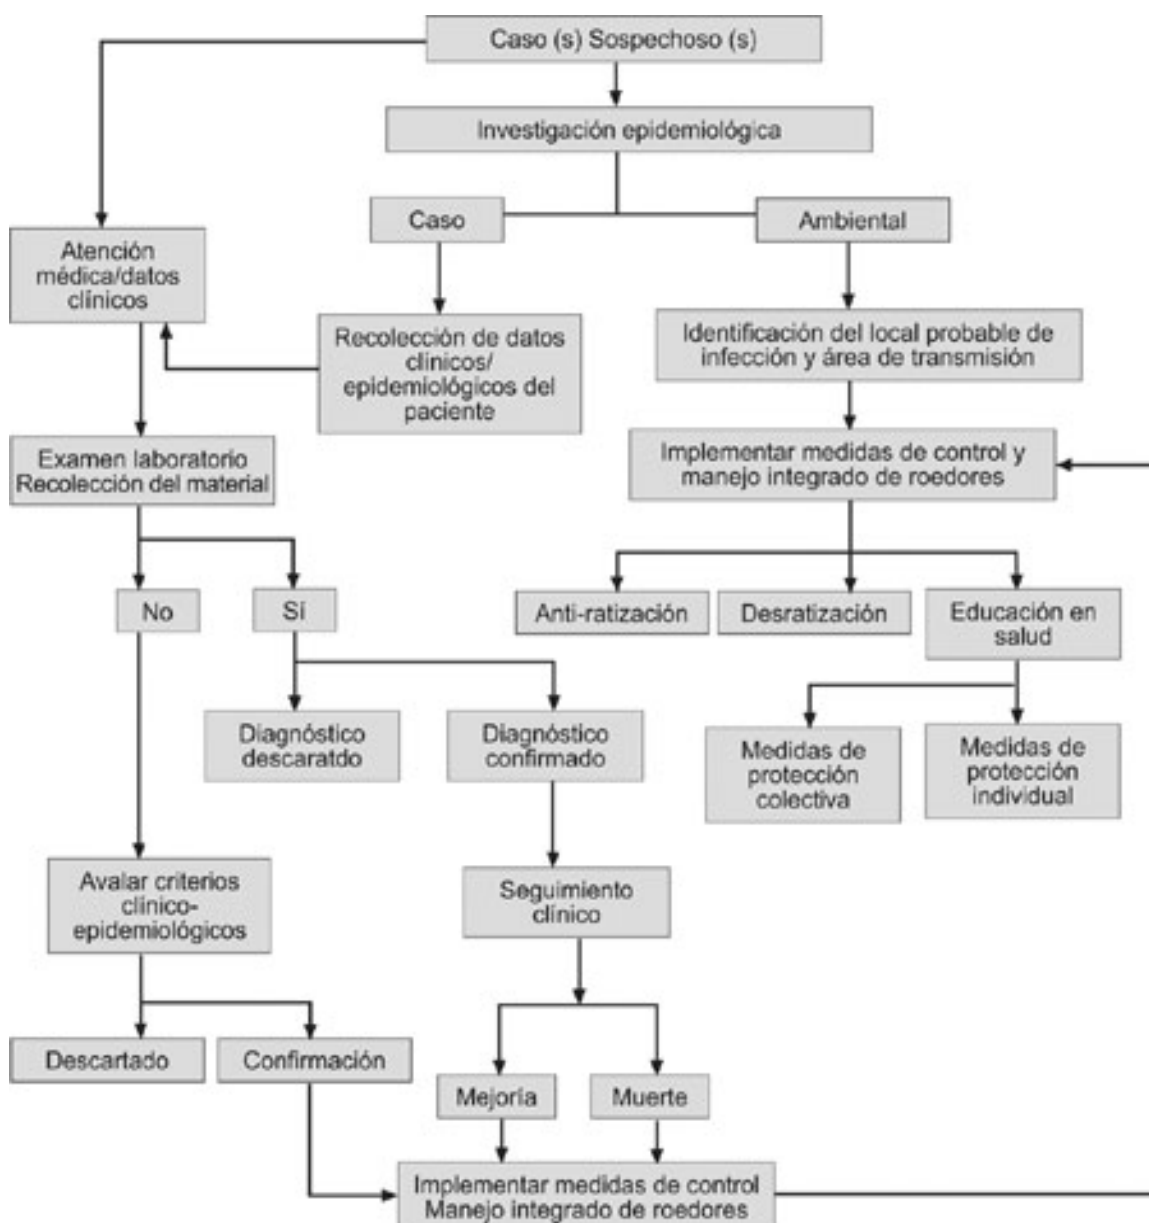 Caso (s) Sospechoso (s)
Investigación epidemiológica
Caso
Ambiental
Atención
médica/datos
clínicos
Recolección de datos
clínicos/
epidemiológicos del
paciente
Identificación del local probable de
infección y área de transmisión
Examen laboratorio
Recolección del material
Implementar medidas de control y
manejo integrado de roedores
No
Sí
Anti-ratización
Desratización
Educación en
salud
Diagnóstico
descaratdo
Diagnóstico
confirmado
Medidas de
protección
colectiva
Medidas de
protección
individual
Avalar criterios
clínico-
epidemiológicos
Seguimiento
clínico
Descartado
Confirmación
Mejoría
Muerte
Implementar medidas de control
Manejo integrado de roedores